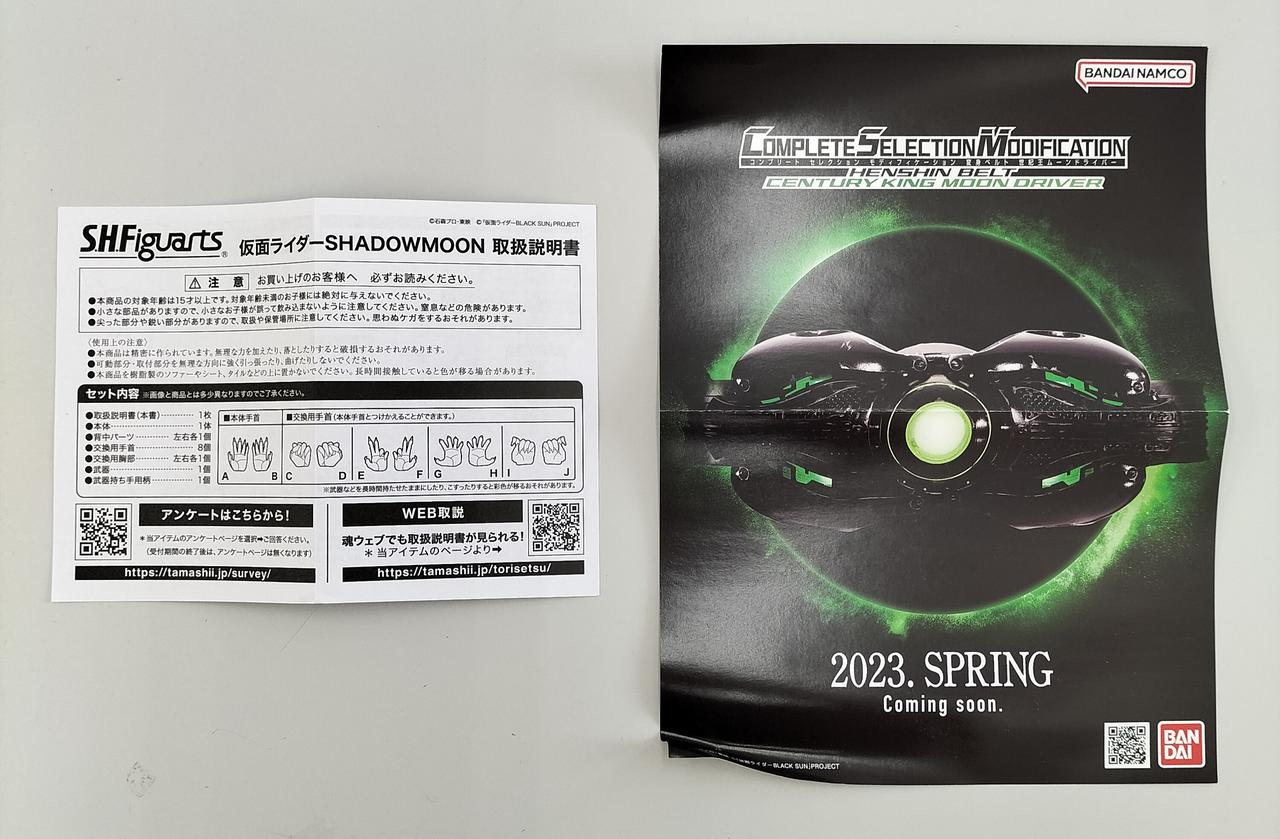 ©石森プロ・東映 ©「仮面ライダーBLACK SUN」PROJECT
S.H.Figuarts® 仮面ライダーSHADOWMOON 取扱説明書
⚠ 注 意 お買い上げのお客様へ 必ずお読みください。
●本商品の対象年齢は15才以上です。対象年齢未満のお子様には絶対に与えないでください。
●小さな部品がありますので、小さなお子様が誤って飲み込まないように注意してください。窒息などの危険があります。
●尖った部分や鋭い部分がありますので、取扱や保管場所に注意してください。思わぬケガをするおそれがあります。
〈使用上の注意〉
●本商品は精密に作られています。無理な力を加えたり、落としたりすると破損するおそれがあります。
●可動部分・取付部分を無理な方向に強く引っ張ったり、曲げたりしないでください。
●本商品を樹脂製のソファーやシート、タイルなどの上に置かないでください。長時間接触していると色が移る場合があります。
セット内容 ※画像と商品とは多少異なりますのでご了承ください。
●取扱説明書(本書)………1枚
●本体………1体
●背中パーツ………左右各1個
●交換用手首………8個
●交換用胸部………左右各1個
●武器………1個
●武器持ち手用柄………1個
■本体手首 ■交換用手首(本体手首とつけかえることができます。)
A B C D E F G H I J
※武器などを長時間持たせたままにしたり、こすったりすると彩色が移るおそれがあります。
アンケートはこちらから!
＊当アイテムのアンケートページを選択➡ご回答ください。
(受付期間の終了後は、アンケートページは無くなります)
https://tamashii.jp/survey/
WEB取説
魂ウェブでも取扱説明書が見られる!
＊当アイテムのページより➡
https://tamashii.jp/torisetsu/
BANDAI NAMCO
COMPLETE SELECTION MODIFICATION
コンプリート セレクション モディフィケーション 変身ベルト 世紀王ムーンドライバー
HENSHIN BELT
CENTURY KING MOON DRIVER
2023. SPRING
Coming soon.
BAN
DAI
ライダーBLACK SUN」PROJECT